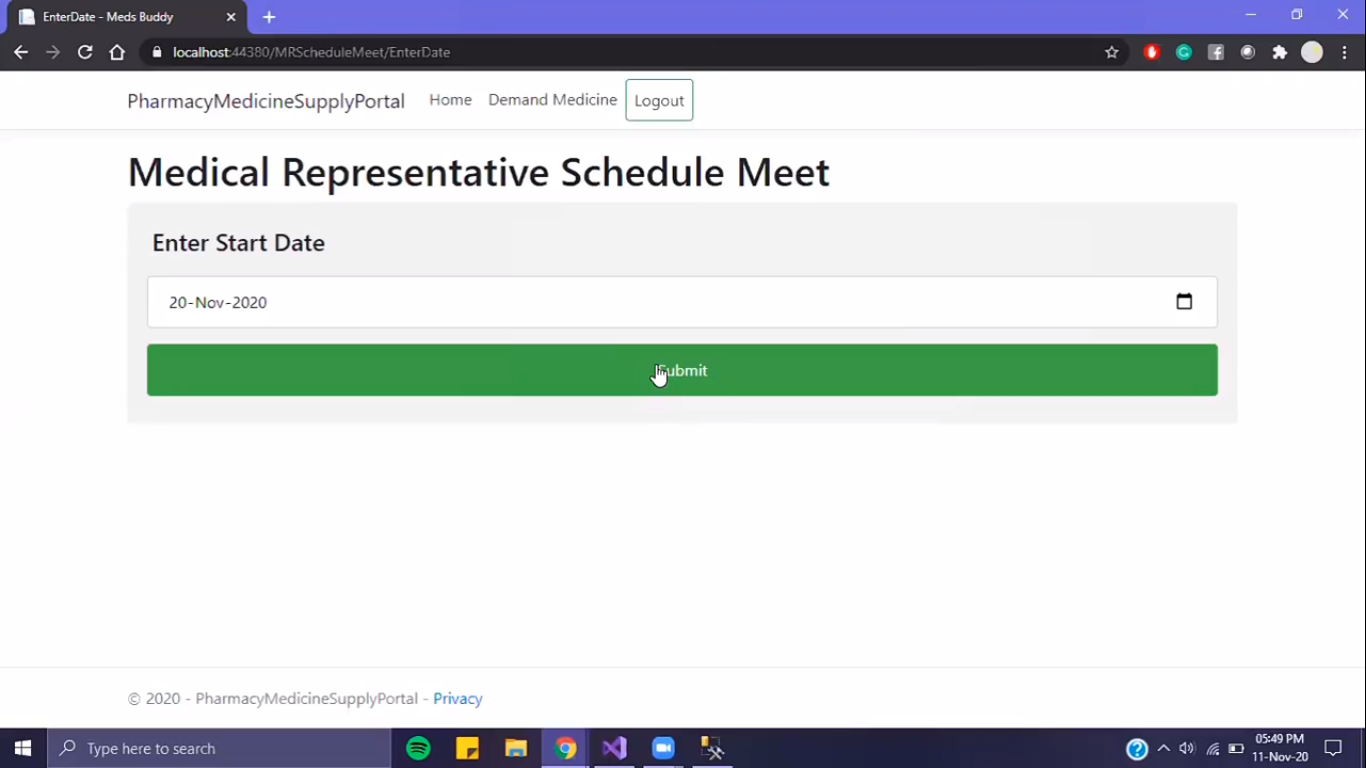 EnterDate - Meds Buddy
localhost:44380/MRScheduleMeet/EnterDate
PharmacyMedicineSupplyPortal Home Demand Medicine Logout
Medical Representative Schedule Meet
Enter Start Date
20-Nov-2020
Submit
© 2020 - PharmacyMedicineSupplyPortal - Privacy
Type here to search
05:49 PM
11-Nov-20